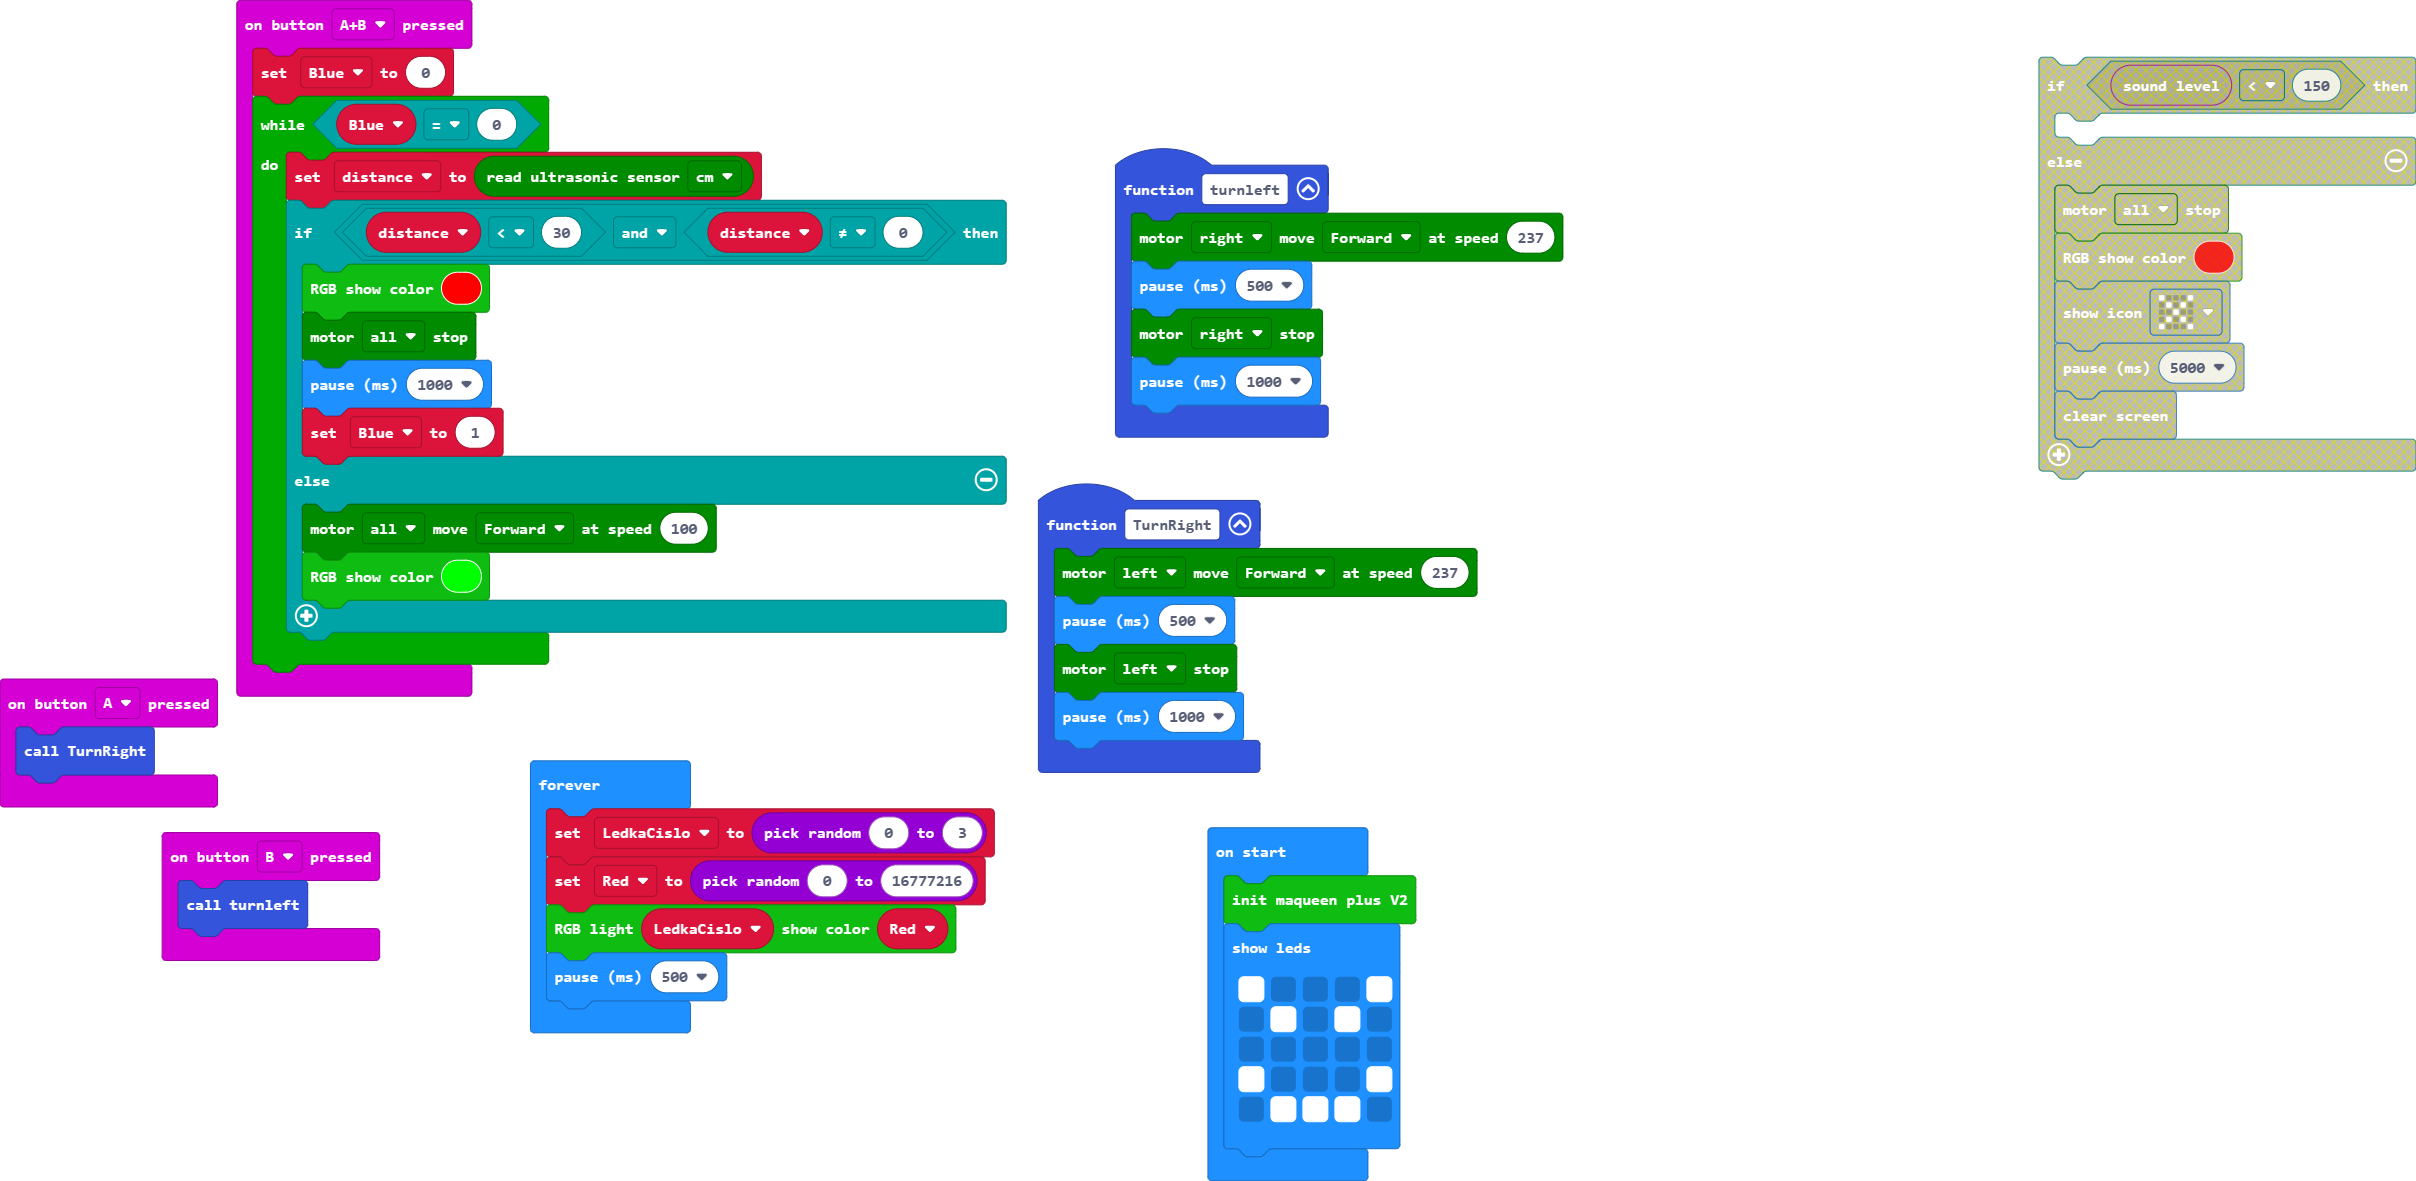 on button A+B pressed
set Blue to 0
while Blue = 0
do
set distance to read ultrasonic sensor cm
if distance < 30 and distance ≠ 0 then
RGB show color
motor all stop
pause (ms) 1000
set Blue to 1
else
motor all move Forward at speed 100
RGB show color
on button A pressed
call TurnRight
on button B pressed
call turnleft
forever
set LedkaCislo to pick random 0 to 3
set Red to pick random 0 to 16777216
RGB light LedkaCislo show color Red
pause (ms) 500
function turnleft
motor right move Forward at speed 237
pause (ms) 500
motor right stop
pause (ms) 1000
function TurnRight
motor left move Forward at speed 237
pause (ms) 500
motor left stop
pause (ms) 1000
on start
init maqueen plus V2
show leds
if sound level < 150 then
else
motor all stop
RGB show color
show icon
pause (ms) 5000
clear screen